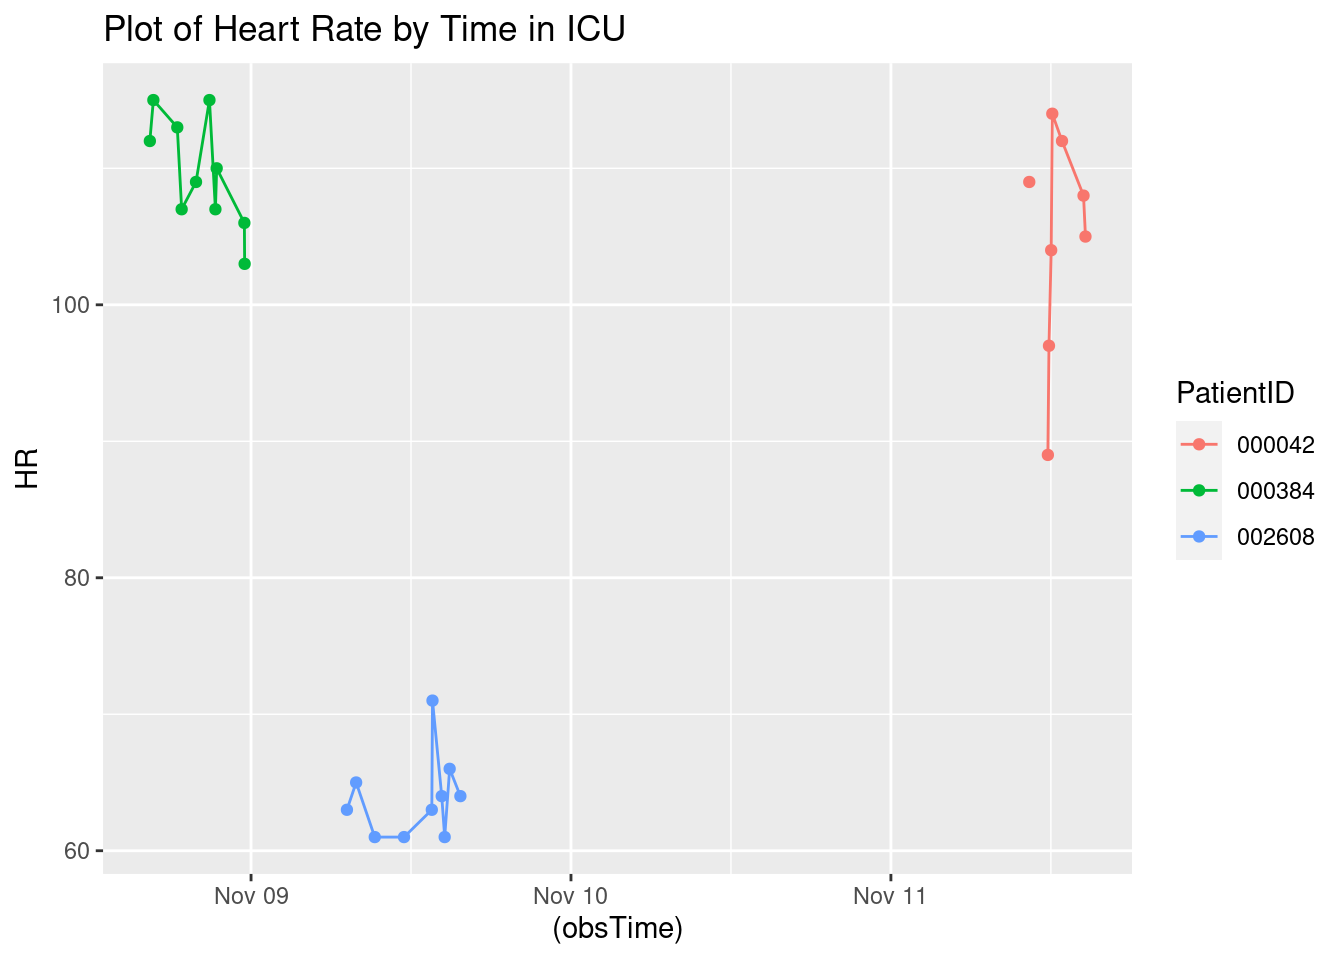 Plot of Heart Rate by Time in ICU
HR
100
80
60
Nov 09
Nov 10
Nov 11
(obsTime)
PatientID
000042
000384
002608